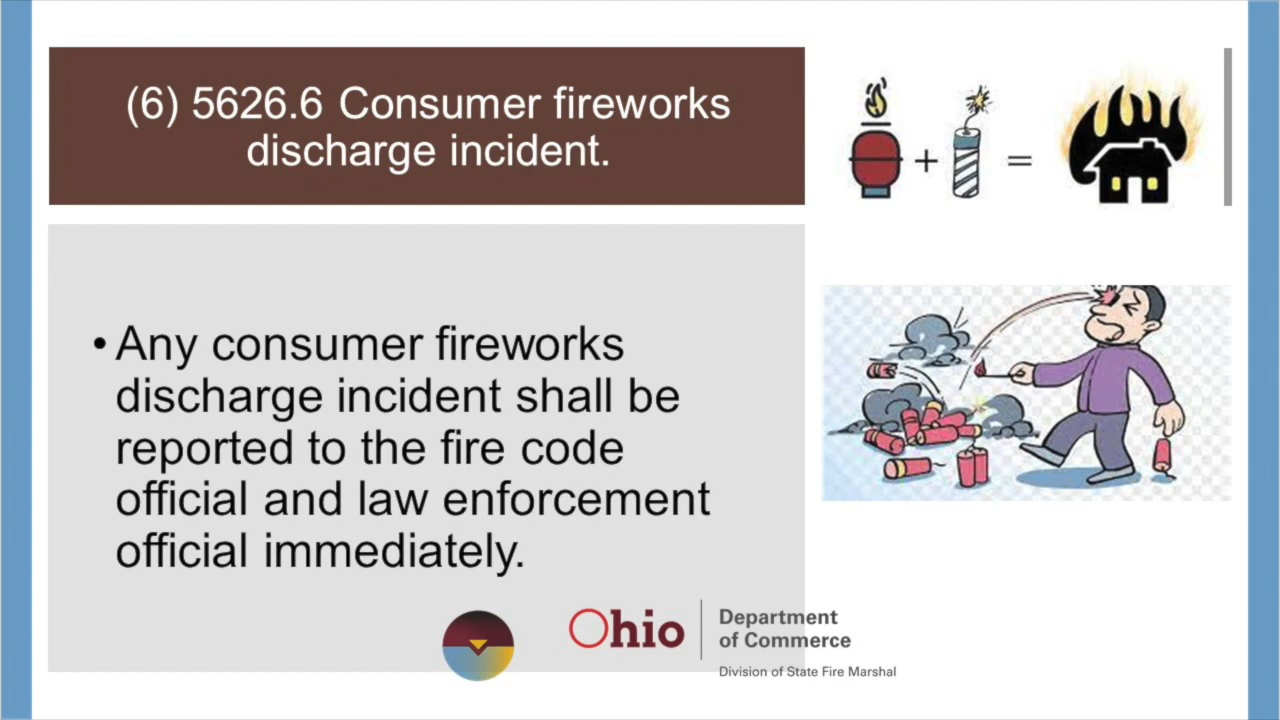 (6) 5626.6 Consumer fireworks
discharge incident.
+
=
• Any consumer fireworks
discharge incident shall be
reported to the fire code
official and law enforcement
official immediately.
Ohio
Department
of Commerce
Division of State Fire Marshal